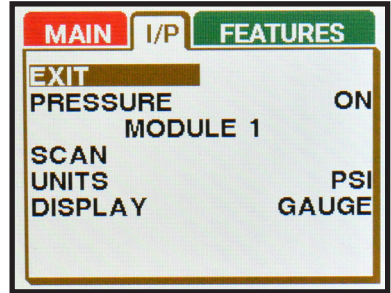 MAIN I/P FEATURES
EXIT
PRESSURE ON
MODULE 1
SCAN
UNITS PSI
DISPLAY GAUGE